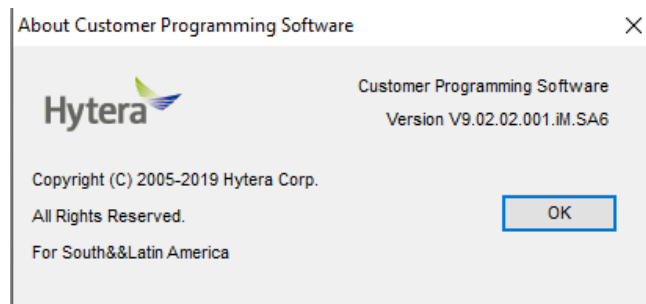 About Customer Programming Software
Hytera
Customer Programming Software
Version V9.02.02.001.iM.SA6
Copyright (C) 2005-2019 Hytera Corp.
All Rights Reserved.
OK
For South&&Latin America